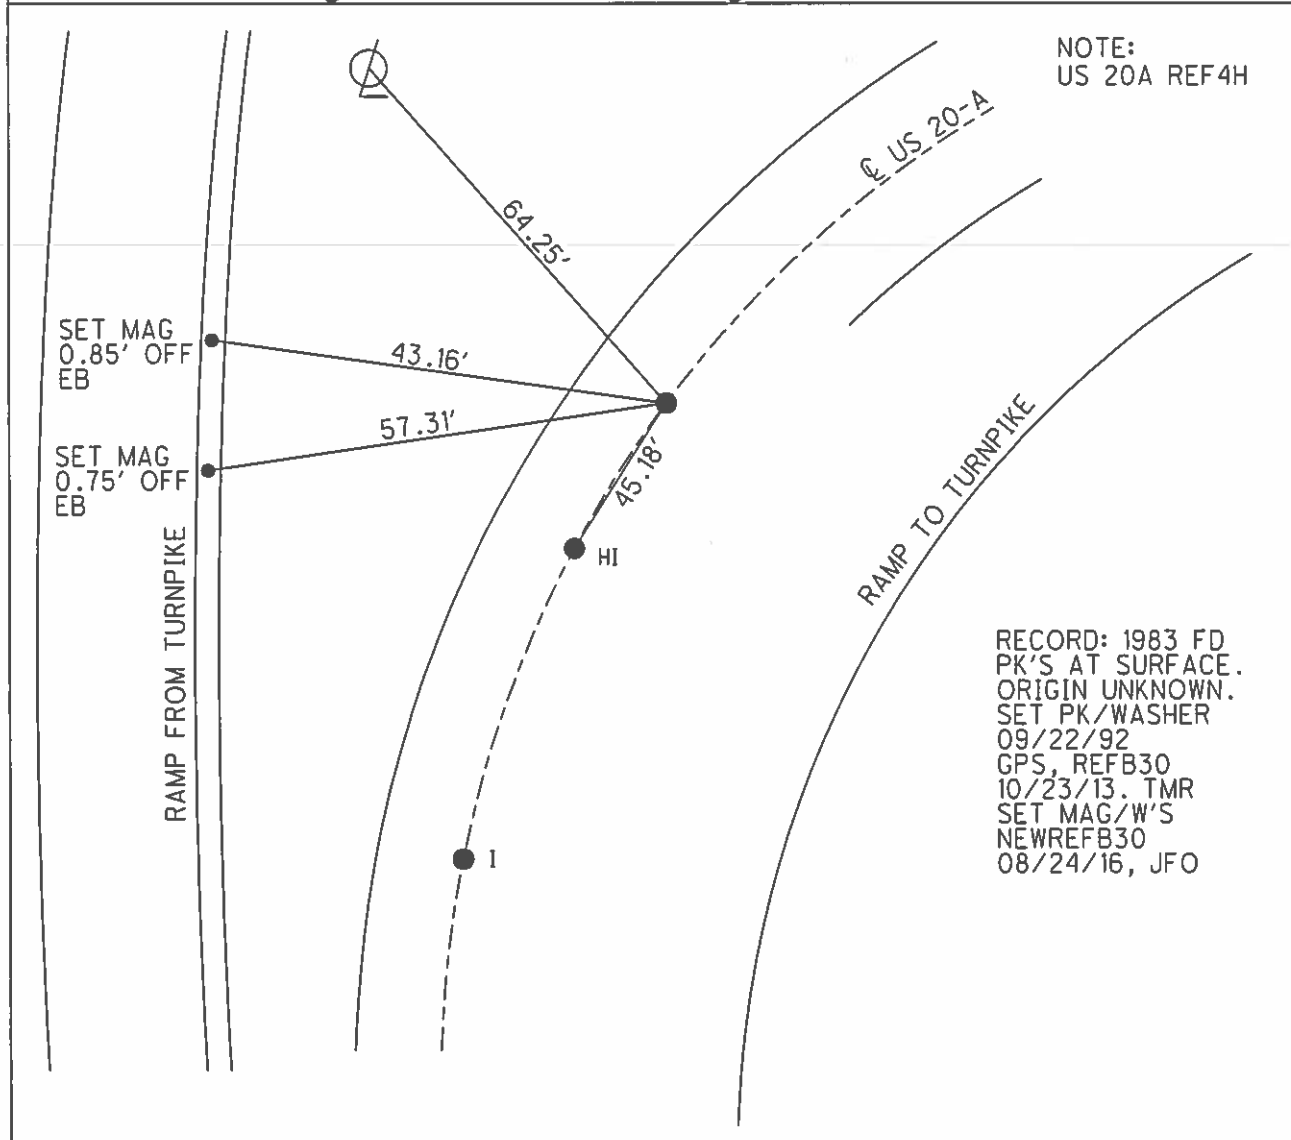 NOTE:
US 20A REF4H
℄ US 20-A
64.25'
SET MAG
0.85' OFF
EB
43.16'
57.31'
SET MAG
0.75' OFF
EB
45.18'
HI
RAMP TO TURNPIKE
RAMP FROM TURNPIKE
I
RECORD: 1983 FD
PK'S AT SURFACE.
ORIGIN UNKNOWN.
SET PK/WASHER
09/22/92
GPS, REFB30
10/23/13. TMR
SET MAG/W'S
NEWREFB30
08/24/16, JFO